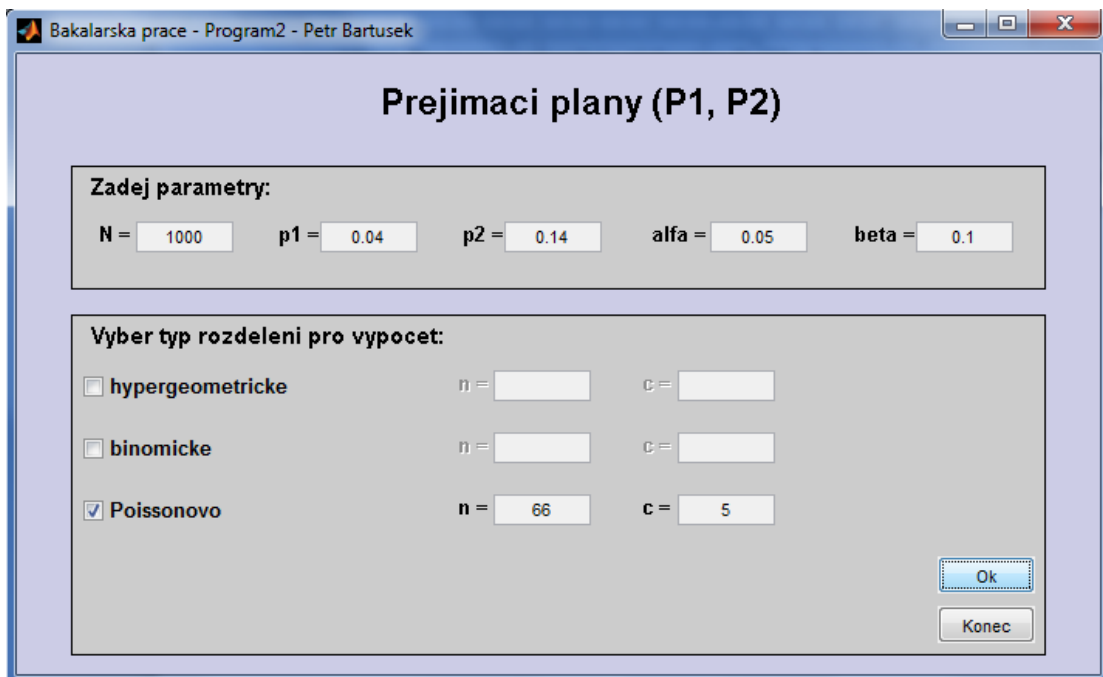 Bakalarska prace - Program2 - Petr Bartusek
Prejimaci plany (P1, P2)
Zadej parametry:
N = 1000 p1 = 0.04 p2 = 0.14 alfa = 0.05 beta = 0.1
Vyber typ rozdeleni pro vypocet:
hypergeometricke n = c =
binomicke n = c =
Poissonovo n = 66 c = 5
Ok
Konec